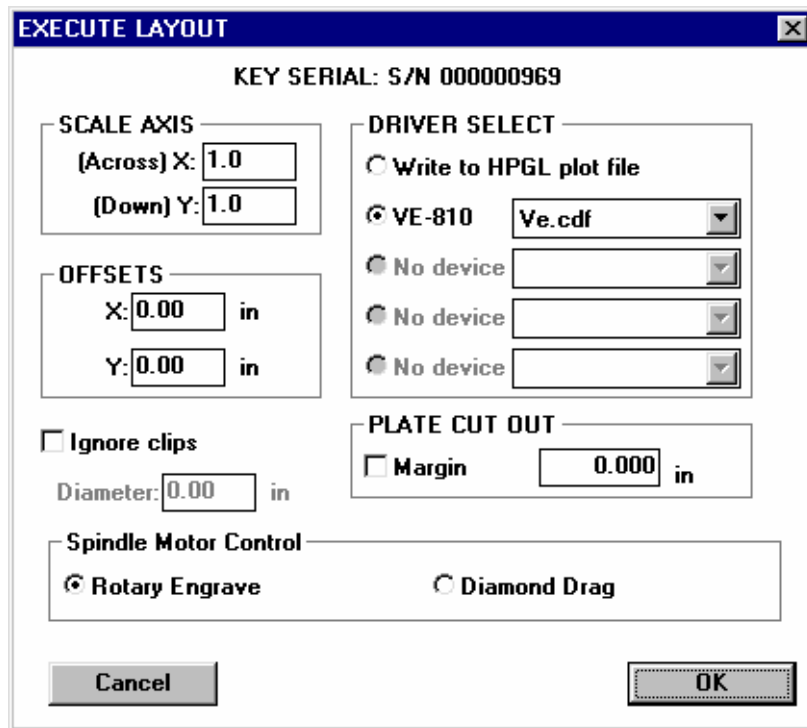 EXECUTE LAYOUT
KEY SERIAL: S/N 000000969
SCALE AXIS
(Across) X: 1.0
(Down) Y: 1.0
OFFSETS
X: 0.00 in
Y: 0.00 in
Ignore clips
Diameter: 0.00 in
DRIVER SELECT
Write to HPGL plot file
VE-810 Ve.cdf
No device
No device
No device
PLATE CUT OUT
Margin 0.000 in
Spindle Motor Control
Rotary Engrave Diamond Drag
Cancel OK